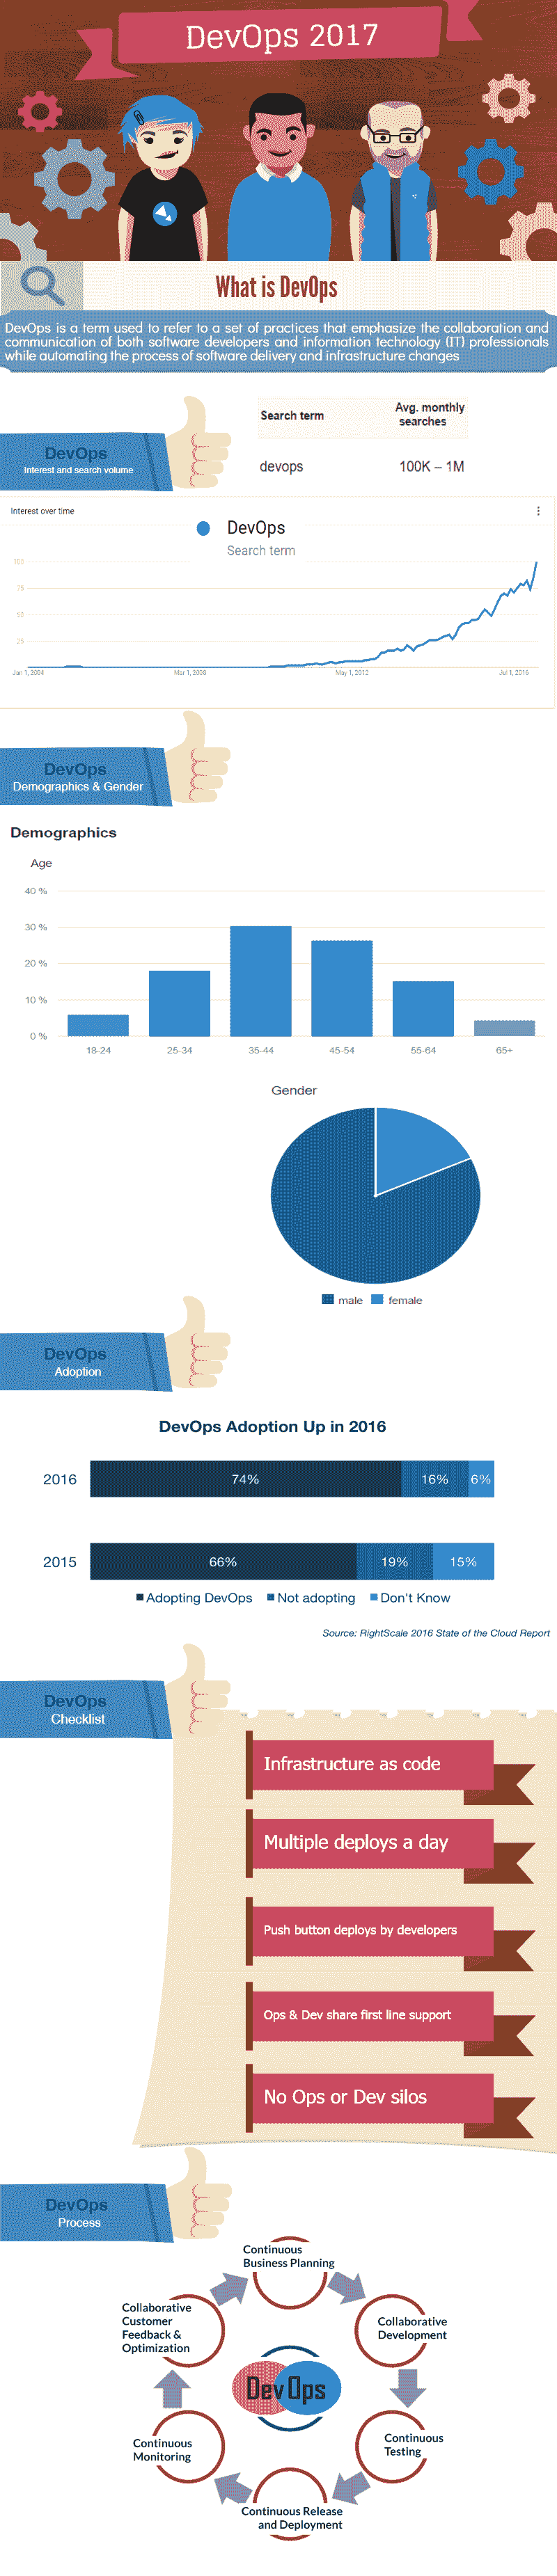 DevOps 2017
What is DevOps
DevOps is a term used to refer to a set of practices that emphasize the collaboration and
communication of both software developers and information technology (IT) professionals
while automating the process of software delivery and infrastructure changes
DevOps
Interest and search volume
Search term
Avg. monthly
searches
devops
100K – 1M
Interest over time
DevOps
Search term
100
75
50
25
Jan 1, 2004
Mar 1, 2008
May 1, 2012
Jul 1, 2016
DevOps
Demographics & Gender
Demographics
Age
40 %
30 %
20 %
10 %
0 %
18-24
25-34
35-44
45-54
55-64
65+
Gender
male
female
DevOps
Adoption
DevOps Adoption Up in 2016
2016
74%
16%
6%
2015
66%
19%
15%
Adopting DevOps
Not adopting
Don't Know
Source: RightScale 2016 State of the Cloud Report
DevOps
Checklist
Infrastructure as code
Multiple deploys a day
Push button deploys by developers
Ops & Dev share first line support
No Ops or Dev silos
DevOps
Process
Continuous
Business Planning
Collaborative
Development
Continuous
Testing
Continuous Release
and Deployment
Continuous
Monitoring
Collaborative
Customer
Feedback &
Optimization
DevOps